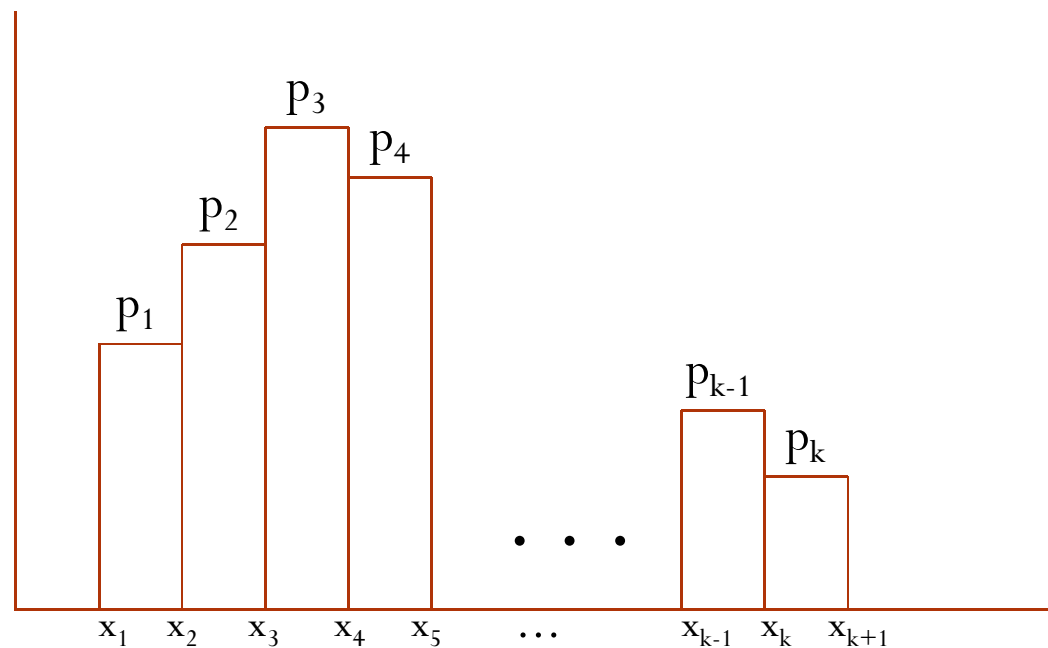 p₃
p₄
p₂
p₁
pₖ₋₁
pₖ
. . .
x₁ x₂ x₃ x₄ x₅ ... xₖ₋₁ xₖ xₖ₊₁